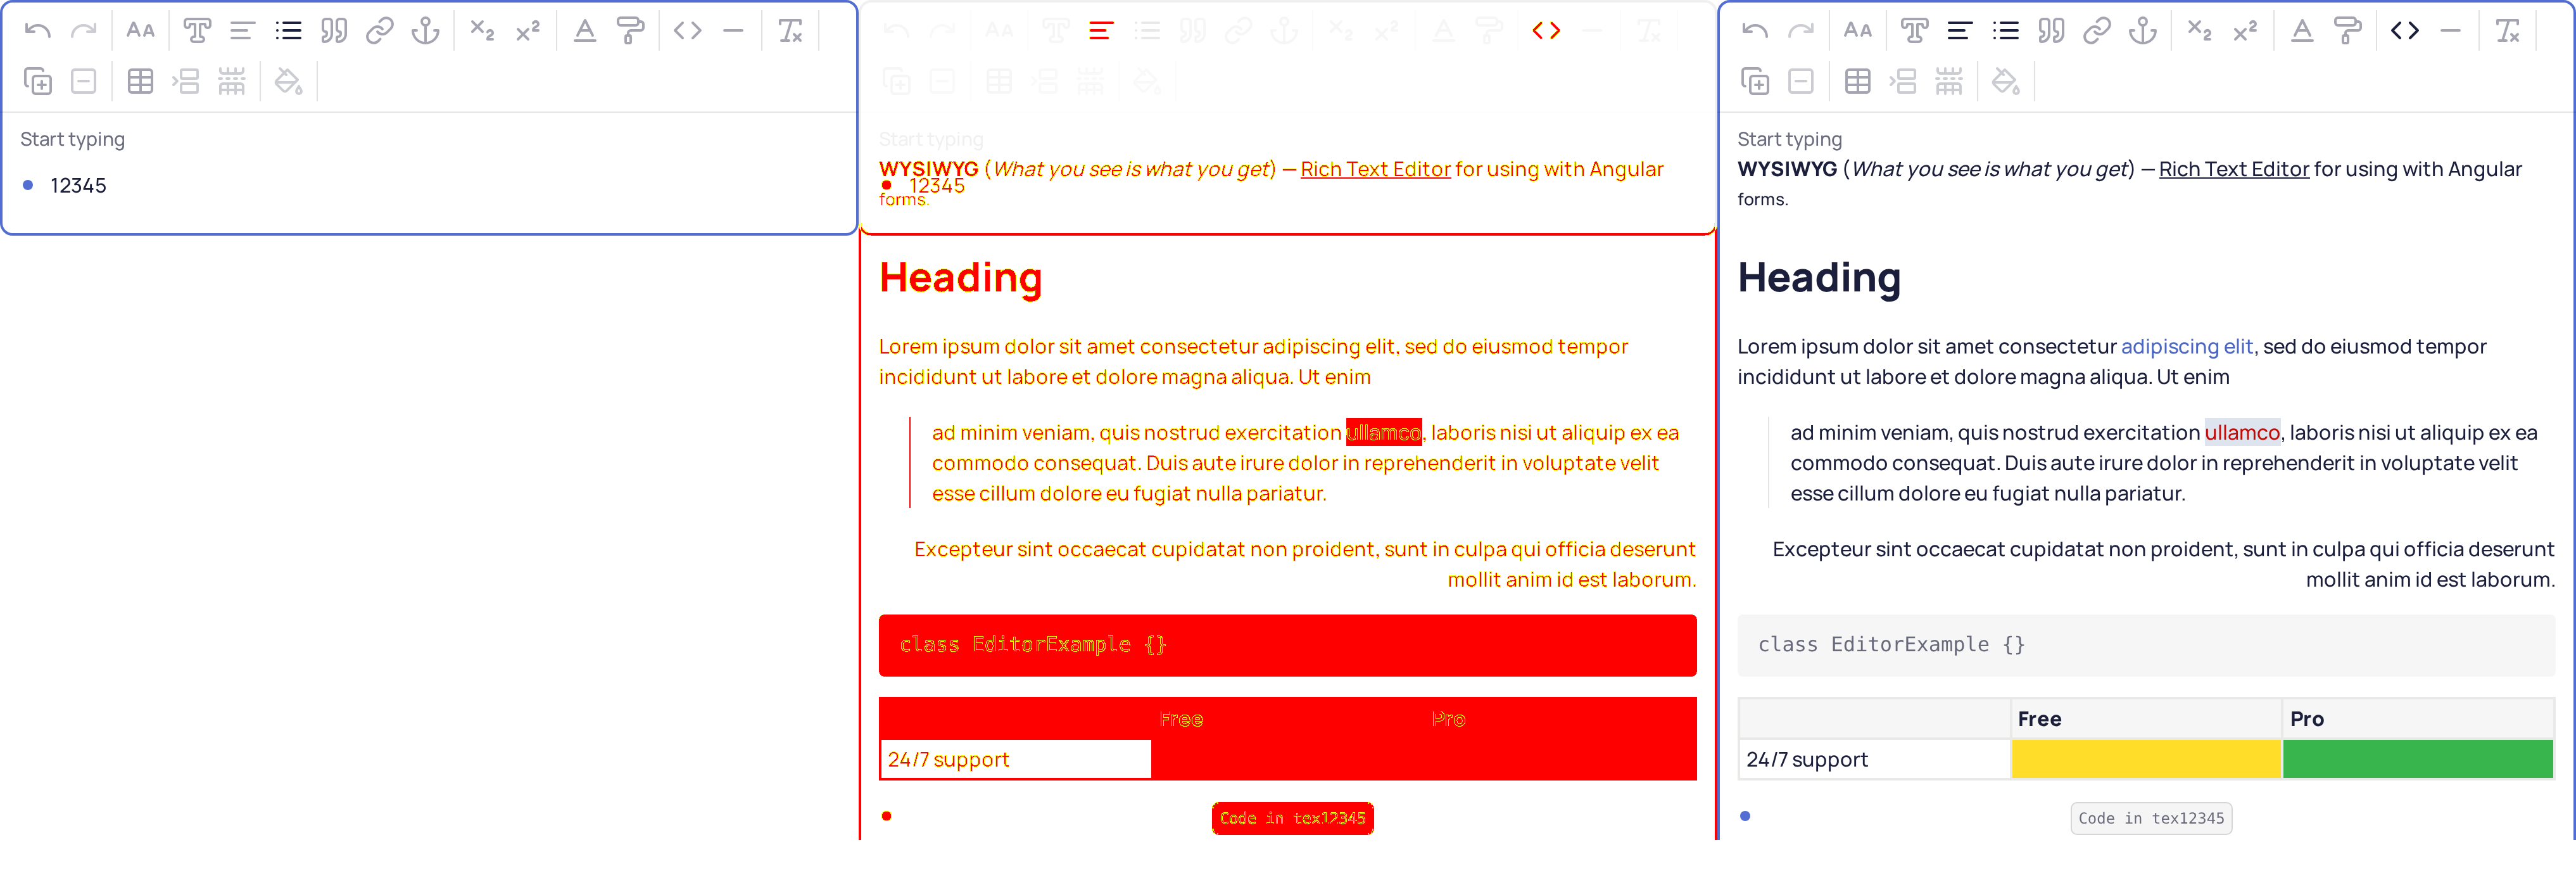 Start typing
12345
Start typing
WYSIWYG (What you see is what you get) — Rich Text Editor for using with Angular
12345
forms.
Heading
Lorem ipsum dolor sit amet consectetur adipiscing elit, sed do eiusmod tempor
incididunt ut labore et dolore magna aliqua. Ut enim
ad minim veniam, quis nostrud exercitation ullamco, laboris nisi ut aliquip ex ea
commodo consequat. Duis aute irure dolor in reprehenderit in voluptate velit
esse cillum dolore eu fugiat nulla pariatur.
Excepteur sint occaecat cupidatat non proident, sunt in culpa qui officia deserunt
mollit anim id est laborum.
class EditorExample {}
Free Pro
24/7 support
Code in tex12345
Start typing
WYSIWYG (What you see is what you get) — Rich Text Editor for using with Angular
forms.
Heading
Lorem ipsum dolor sit amet consectetur adipiscing elit, sed do eiusmod tempor
incididunt ut labore et dolore magna aliqua. Ut enim
ad minim veniam, quis nostrud exercitation ullamco, laboris nisi ut aliquip ex ea
commodo consequat. Duis aute irure dolor in reprehenderit in voluptate velit
esse cillum dolore eu fugiat nulla pariatur.
Excepteur sint occaecat cupidatat non proident, sunt in culpa qui officia deserunt
mollit anim id est laborum.
class EditorExample {}
Free Pro
24/7 support
Code in tex12345